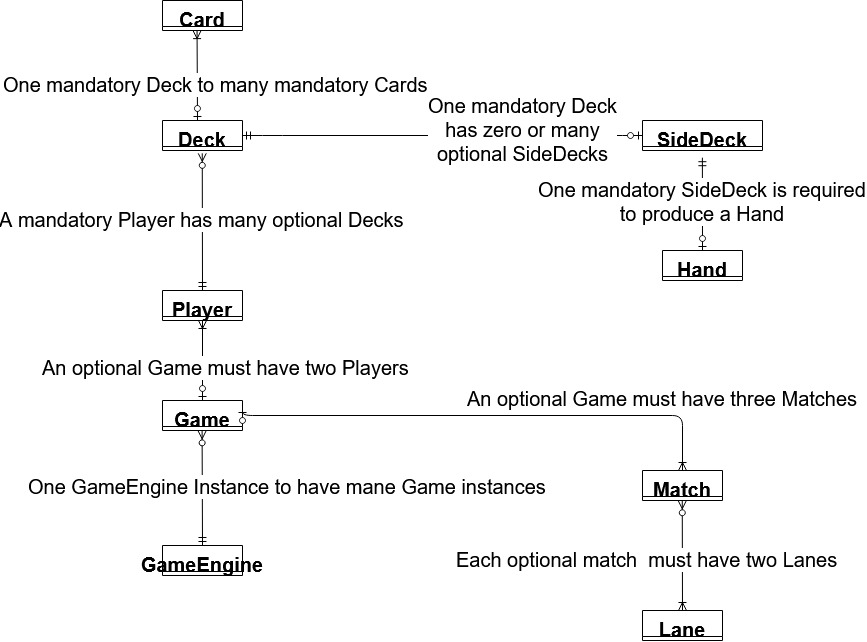 Card
One mandatory Deck to many mandatory Cards
Deck
One mandatory Deck
has zero or many
optional SideDecks
SideDeck
One mandatory SideDeck is required
to produce a Hand
Hand
A mandatory Player has many optional Decks
Player
An optional Game must have two Players
Game
An optional Game must have three Matches
One GameEngine Instance to have mane Game instances
Match
GameEngine
Each optional match  must have two Lanes
Lane